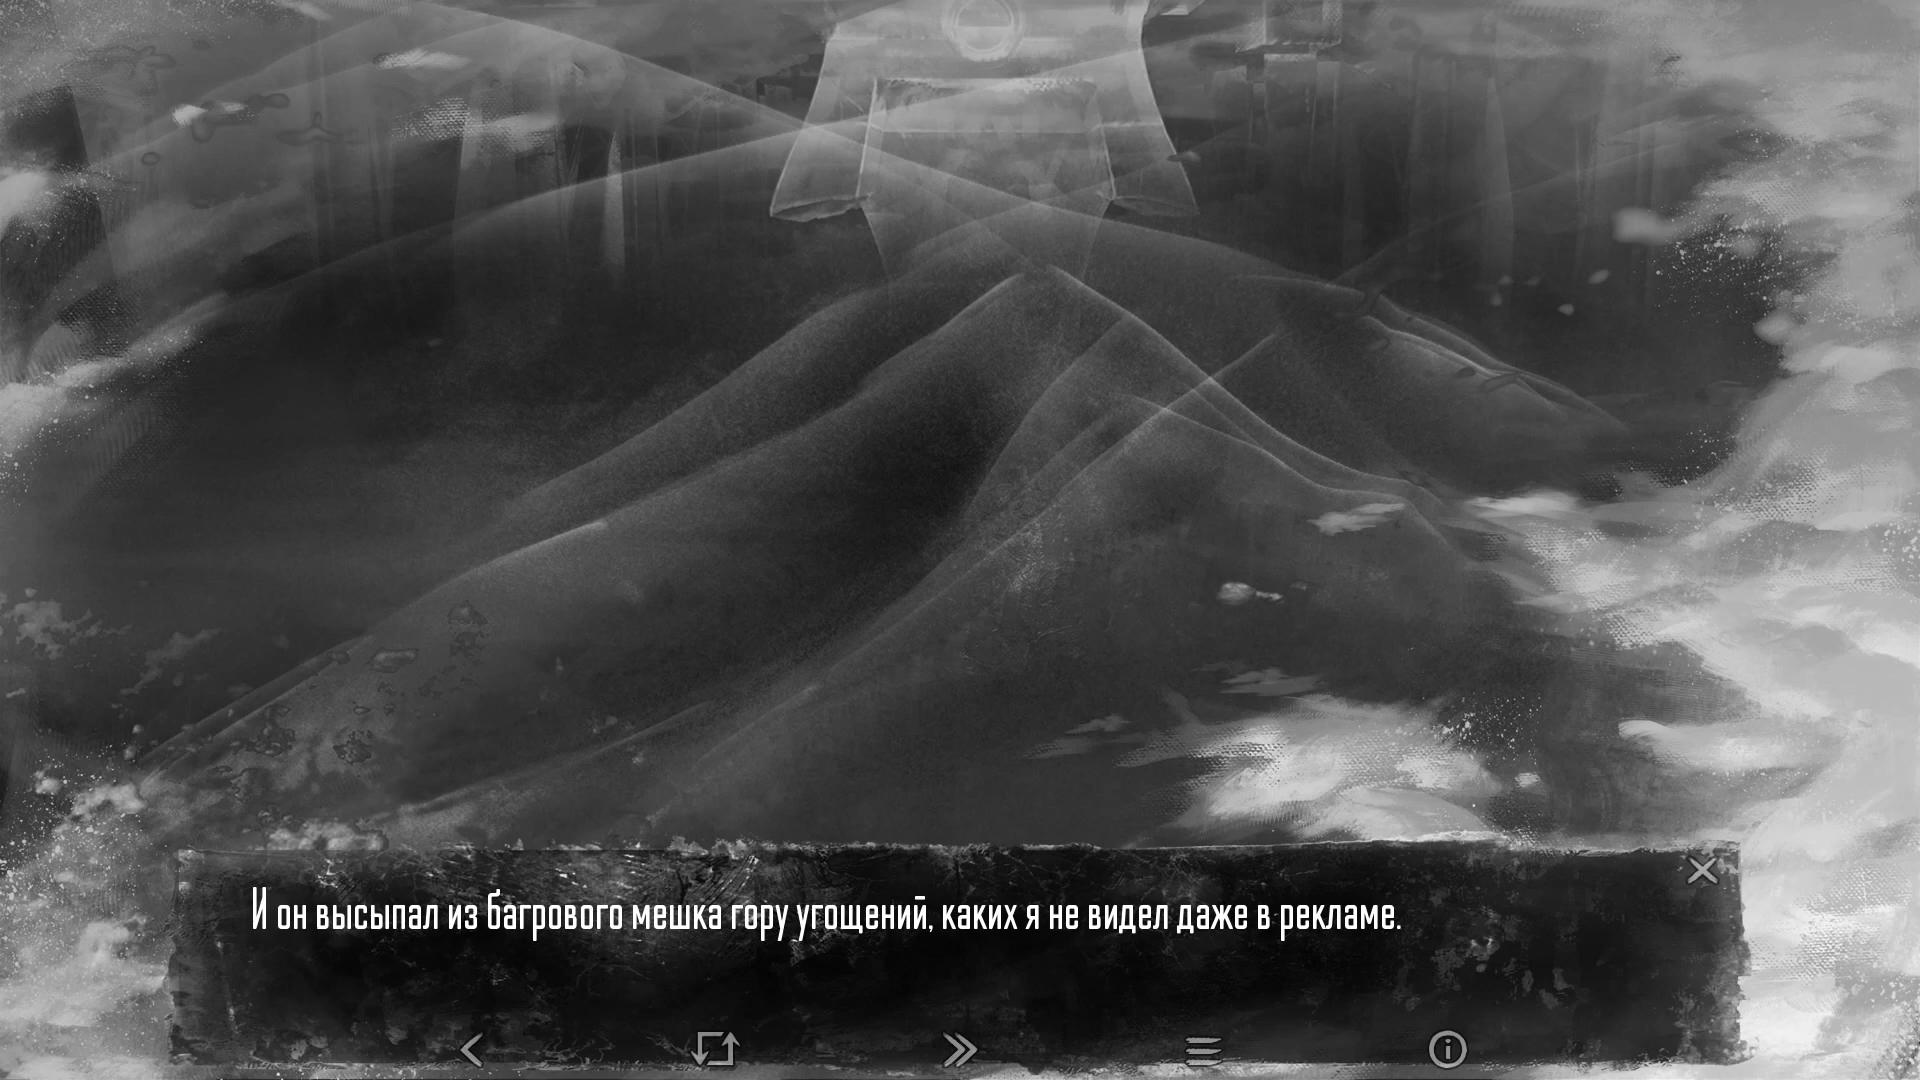 И он высыпал из багрового мешка гору угощений, каких я не видел даже в рекламе.